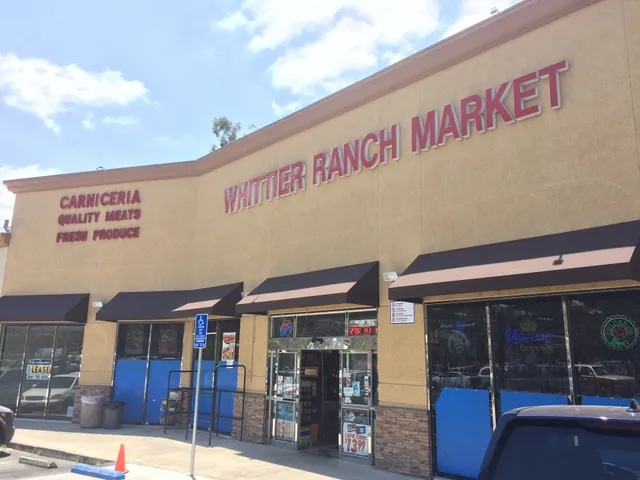 CARNICERIA
QUALITY MEATS
FRESH PRODUCE
WHITTIER RANCH MARKET
LEASE